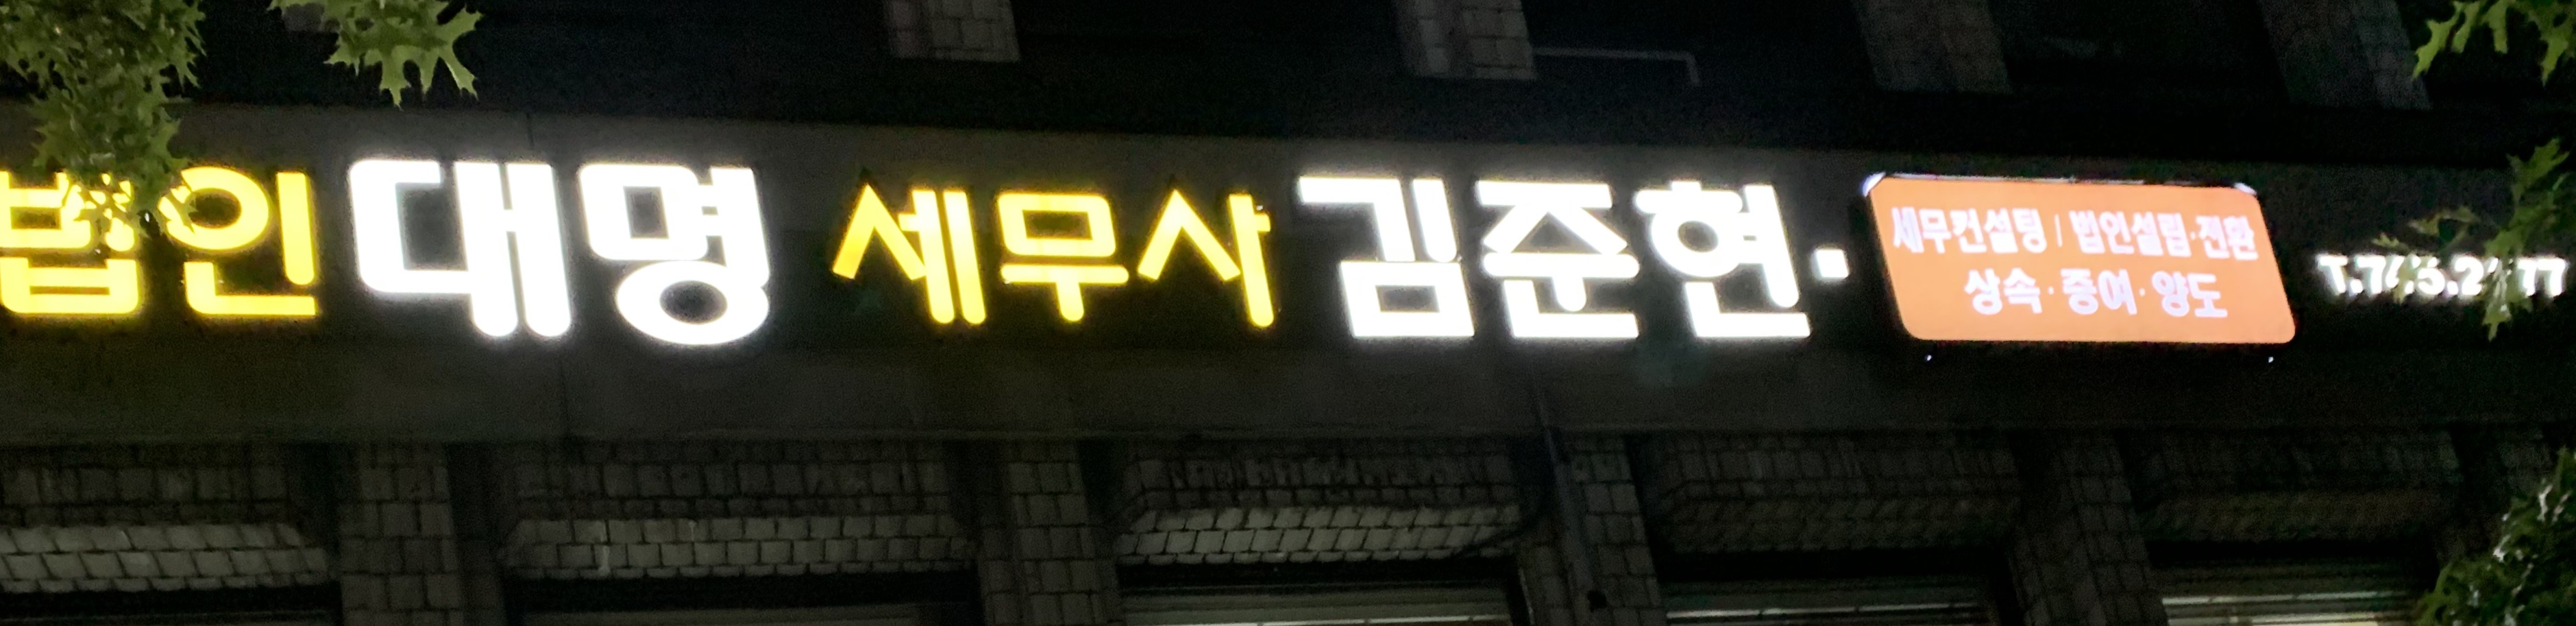 법인 대명 세무사 김준현·
세무컨설팅 / 법인설립·전환
상속·증여·양도